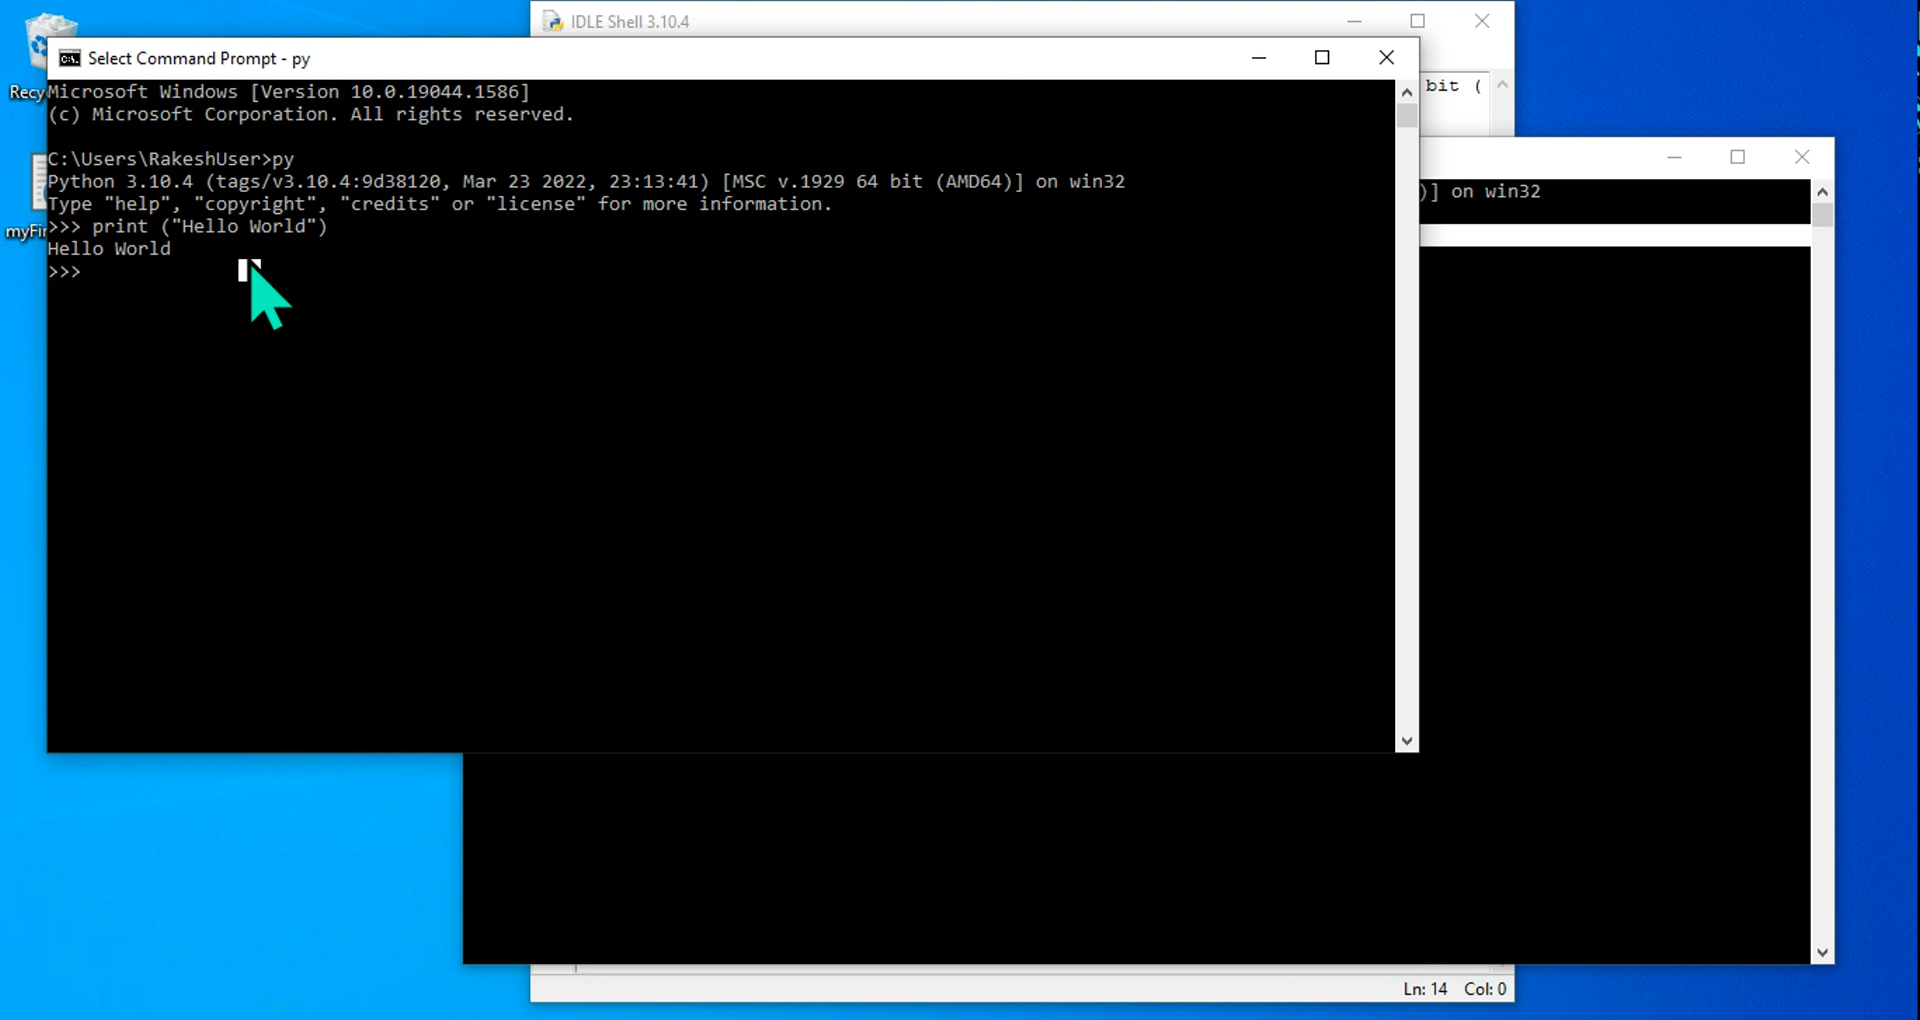 IDLE Shell 3.10.4
Select Command Prompt - py
Recy
bit (
Microsoft Windows [Version 10.0.19044.1586]
(c) Microsoft Corporation. All rights reserved.
C:\Users\RakeshUser>py
Python 3.10.4 (tags/v3.10.4:9d38120, Mar 23 2022, 23:13:41) [MSC v.1929 64 bit (AMD64)] on win32
)] on win32
Type "help", "copyright", "credits" or "license" for more information.
myFir
>>> print ("Hello World")
Hello World
>>>
Ln: 14 Col: 0